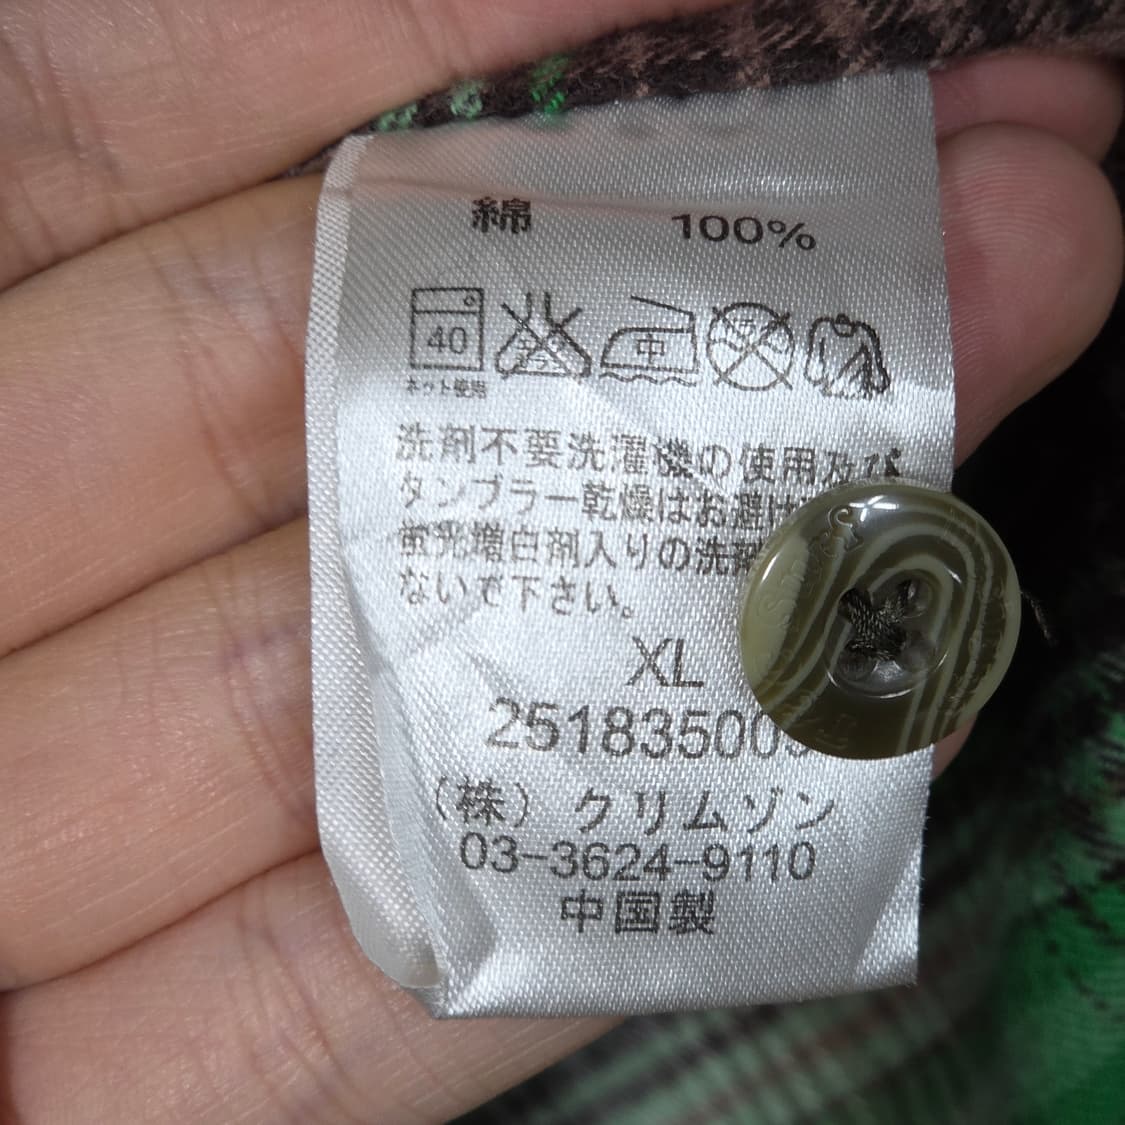 綿 100%
40
ネット使用
中
洗剤不要洗濯機の使用及び
タンブラー乾燥はお避け
蛍光増白剤入りの洗剤
ないで下さい。
XL
251835005
(株) クリムゾン
03-3624-9110
中国製